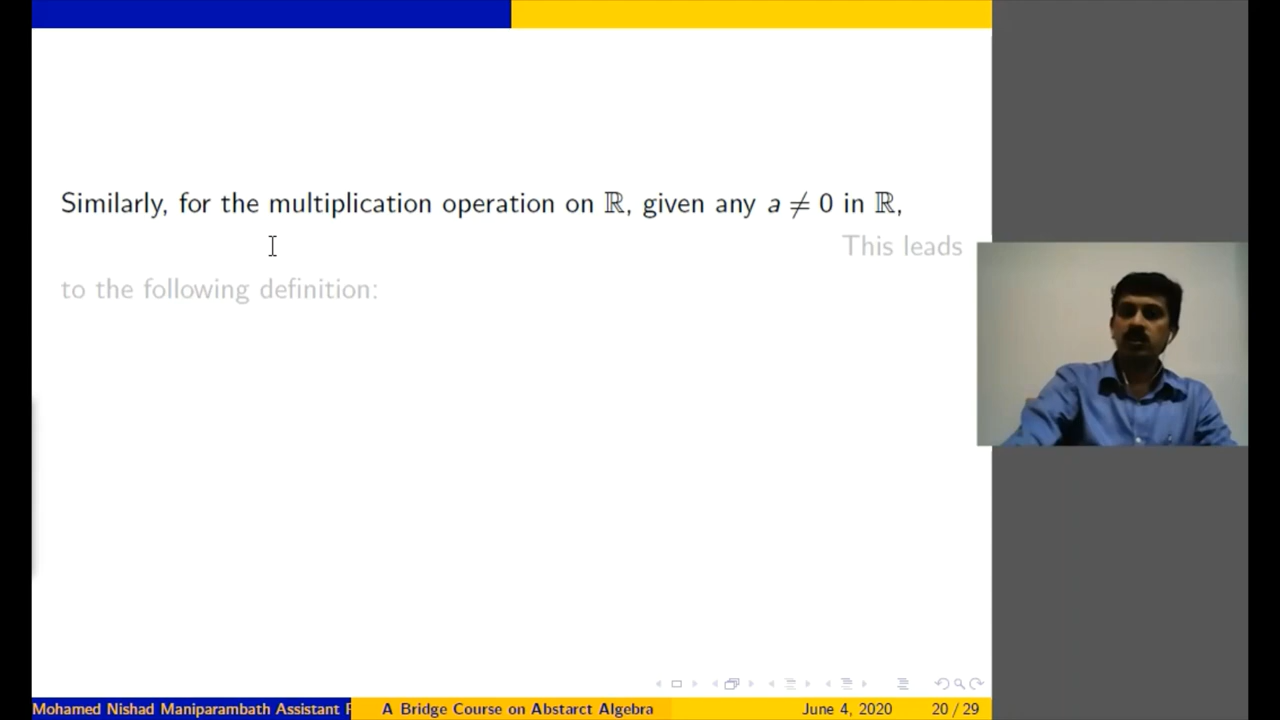 Similarly, for the multiplication operation on ℝ, given any a ≠ 0 in ℝ,
This leads
to the following definition:
Mohamed Nishad Maniparambath Assistant
A Bridge Course on Abstarct Algebra
June 4, 2020
20 / 29